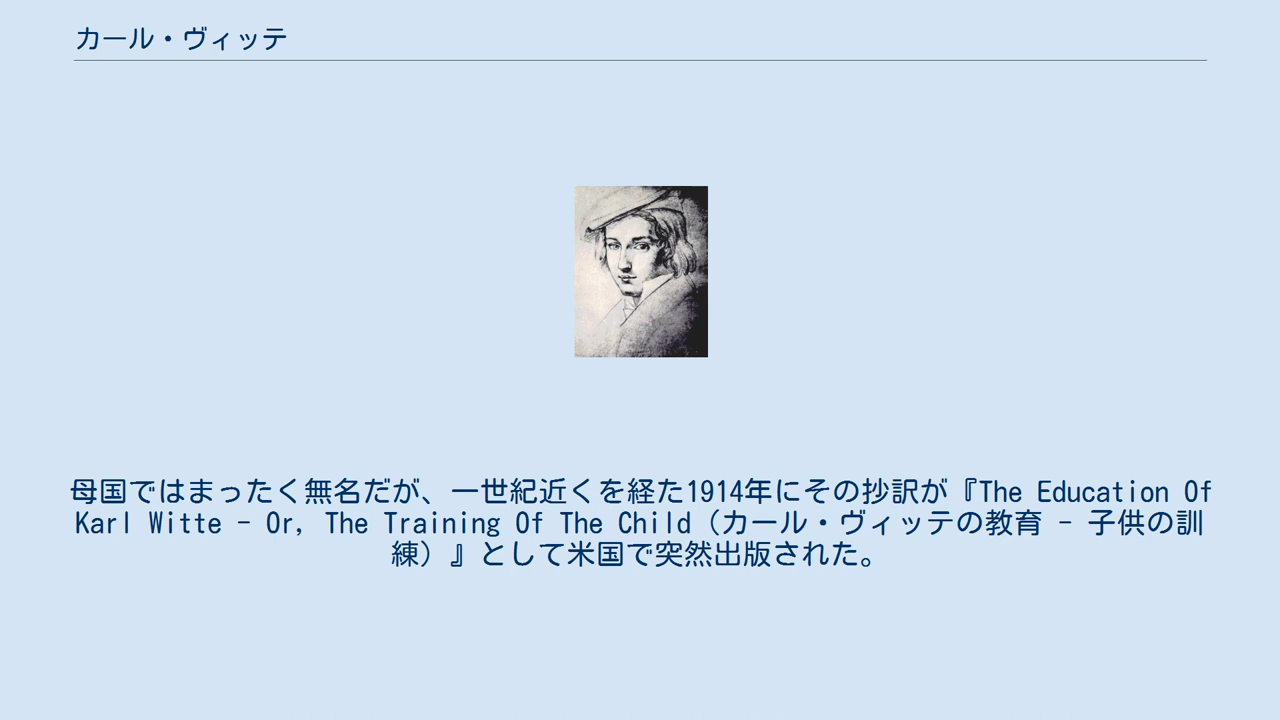 カール・ヴィッテ
母国ではまったく無名だが、一世紀近くを経た1914年にその抄訳が『The Education Of
Karl Witte - Or, The Training Of The Child（カール・ヴィッテの教育 - 子供の訓
練）』として米国で突然出版された。